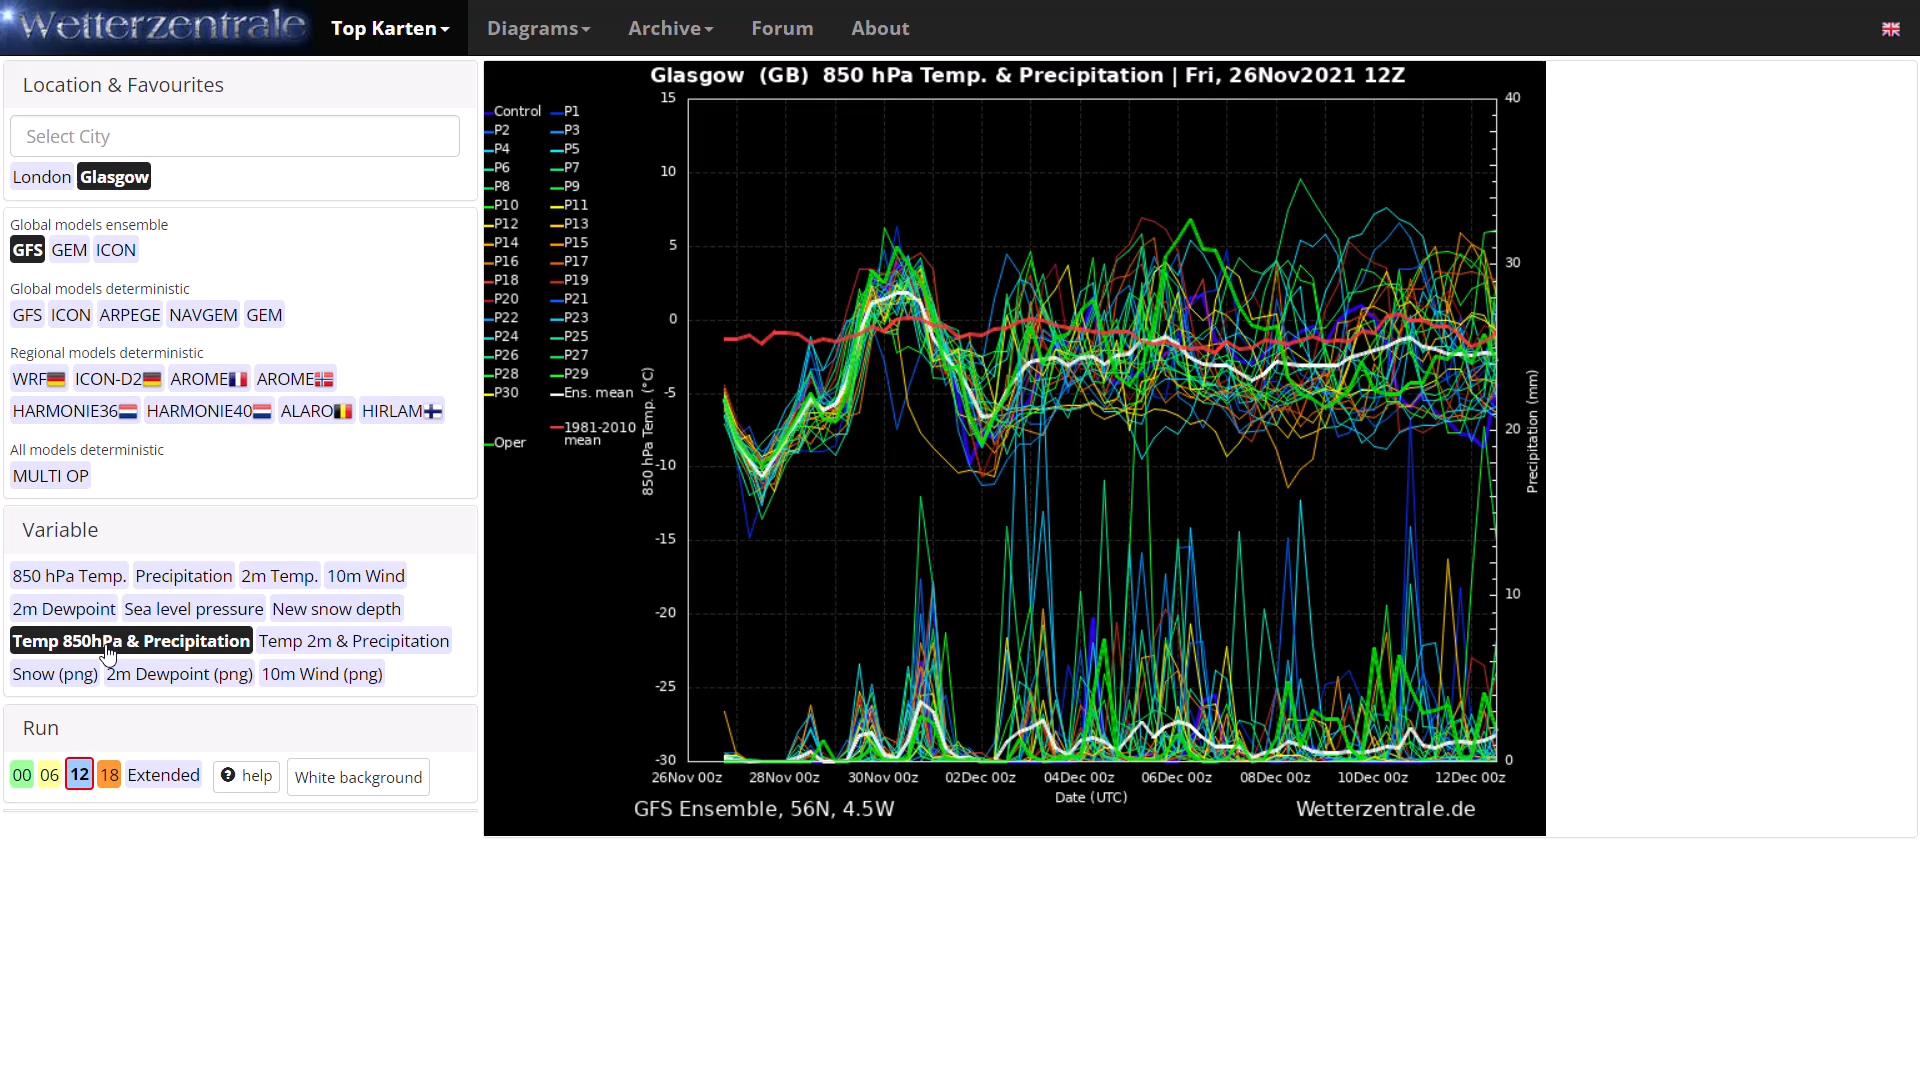 Wetterzentrale
Top Karten Diagrams Archive Forum About
Location & Favourites
Select City
London Glasgow
Global models ensemble
GFS GEM ICON
Global models deterministic
GFS ICON ARPEGE NAVGEM GEM
Regional models deterministic
WRF ICON-D2 AROME AROME
HARMONIE36 HARMONIE40 ALARO HIRLAM
All models deterministic
MULTI OP
Variable
850 hPa Temp. Precipitation 2m Temp. 10m Wind
2m Dewpoint Sea level pressure New snow depth
Temp 850hPa & Precipitation Temp 2m & Precipitation
Snow (png) 2m Dewpoint (png) 10m Wind (png)
Run
00 06 12 18 Extended help White background
Glasgow (GB) 850 hPa Temp. & Precipitation | Fri, 26Nov2021 12Z
Control P1
P2 P3
P4 P5
P6 P7
P8 P9
P10 P11
P12 P13
P14 P15
P16 P17
P18 P19
P20 P21
P22 P23
P24 P25
P26 P27
P28 P29
P30 Ens. mean
Oper 1981-2010
mean
850 hPa Temp. (°C)
15
10
5
0
-5
-10
-15
-20
-25
-30
40
30
20
10
0
Precipitation (mm)
26Nov 00z 28Nov 00z 30Nov 00z 02Dec 00z 04Dec 00z 06Dec 00z 08Dec 00z 10Dec 00z 12Dec 00z
Date (UTC)
GFS Ensemble, 56N, 4.5W Wetterzentrale.de